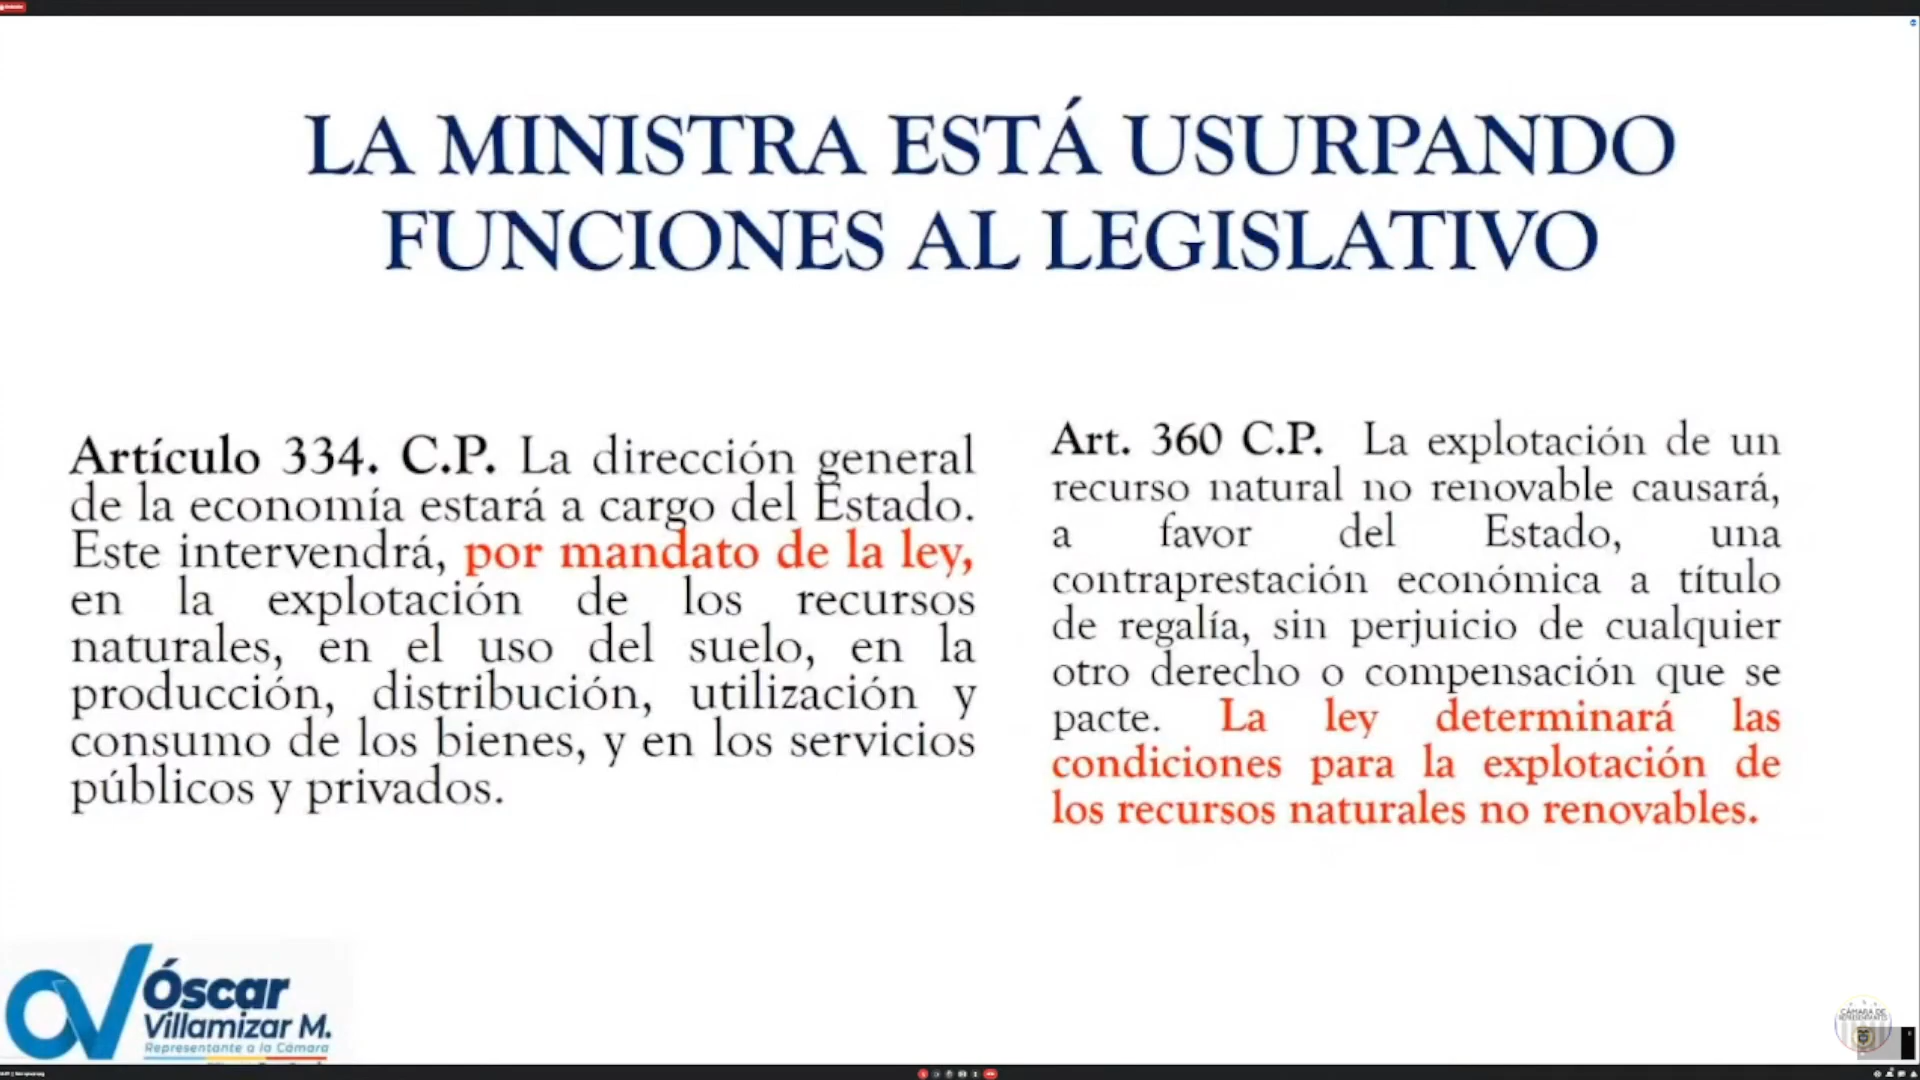 LA MINISTRA ESTÁ USURPANDO
FUNCIONES AL LEGISLATIVO
Artículo 334. C.P. La dirección general
de la economía estará a cargo del Estado.
Este intervendrá, por mandato de la ley,
en la explotación de los recursos
naturales, en el uso del suelo, en la
producción, distribución, utilización y
consumo de los bienes, y en los servicios
públicos y privados.
Art. 360 C.P. La explotación de un
recurso natural no renovable causará,
a favor del Estado, una
contraprestación económica a título
de regalía, sin perjuicio de cualquier
otro derecho o compensación que se
pacte. La ley determinará las
condiciones para la explotación de
los recursos naturales no renovables.
Óscar
Villamizar M.
Representante a la Cámara
CÁMARA DE
REPRESENTANTES